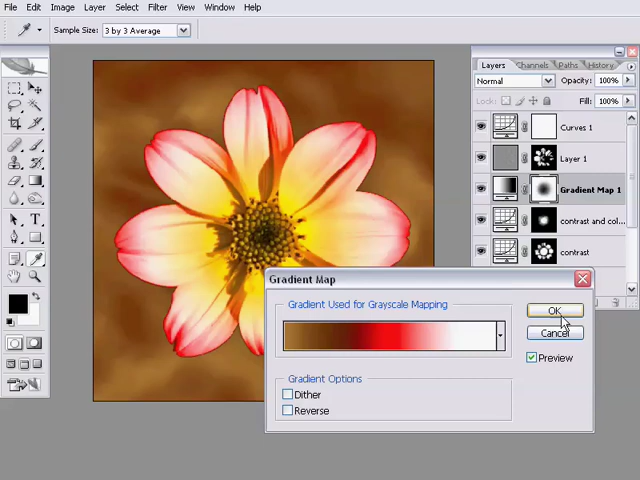 File Edit Image Layer Select Filter View Window Help
Sample Size: 3 by 3 Average
Layers Channels Paths History
Normal Opacity: 100%
Lock: Fill: 100%
Curves 1
Layer 1
Gradient Map 1
contrast and col...
contrast
Gradient Map
Gradient Used for Grayscale Mapping
OK
Cancel
Preview
Gradient Options
Dither
Reverse